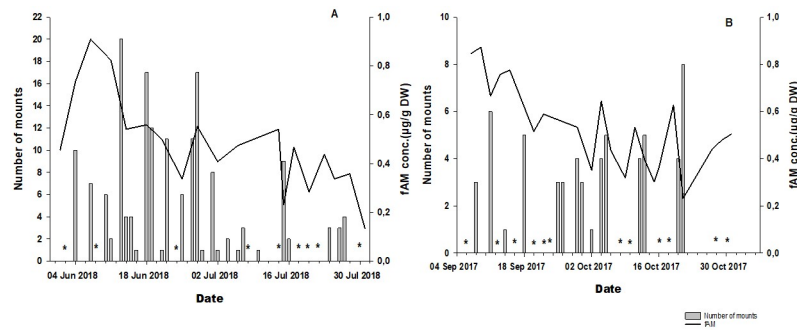 A
Number of mounts
22
20
18
16
14
12
10
8
6
4
2
0
1,0
0,8
0,6
0,4
0,2
0,0
fAM conc.(µg/g DW)
* * * * * * * * *
04 Jun 2018 18 Jun 2018 02 Jul 2018 16 Jul 2018 30 Jul 2018
Date
B
Number of mounts
10
8
6
4
2
0
1,0
0,8
0,6
0,4
0,2
0,0
fAM conc.(µg/g DW)
* * * * * * * * * * * *
04 Sep 2017 18 Sep 2017 02 Oct 2017 16 Oct 2017 30 Oct 2017
Date
Number of mounts
fAM